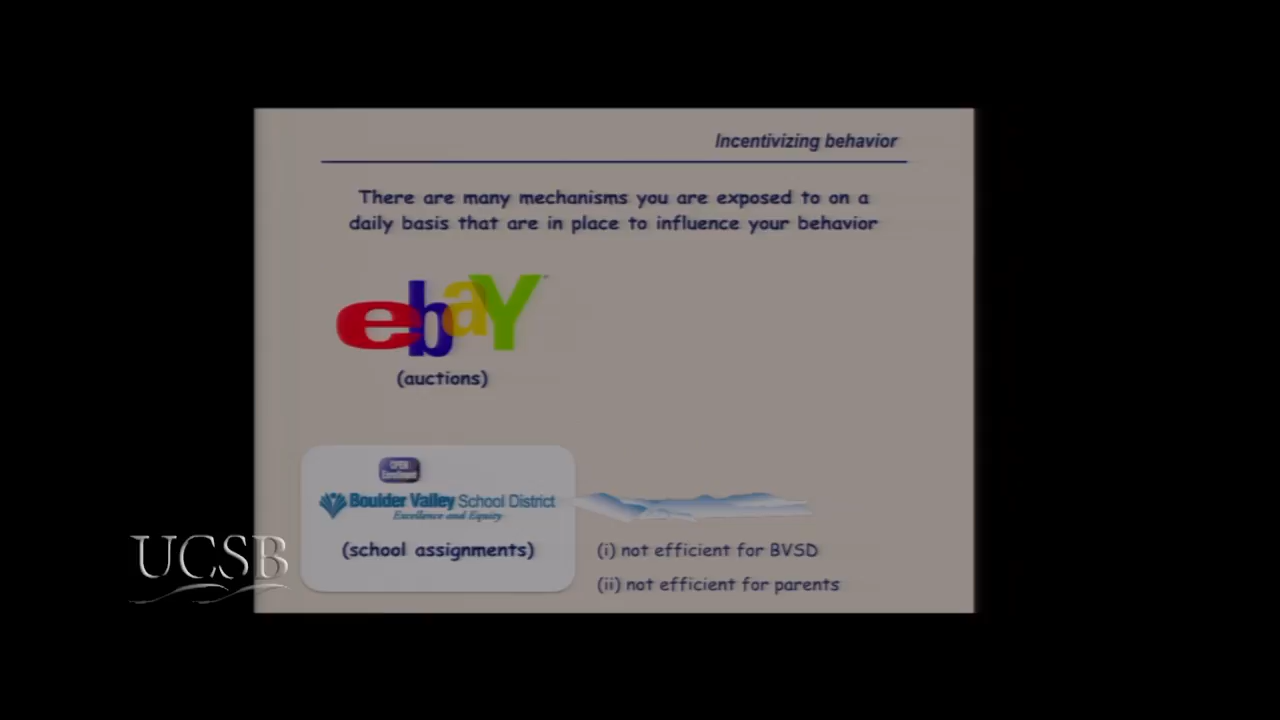 Incentivizing behavior
There are many mechanisms you are exposed to on a
daily basis that are in place to influence your behavior
ebaY
(auctions)
OPEN
Enrollment
Boulder Valley School District
Excellence and Equity
(school assignments)
(i) not efficient for BVSD
(ii) not efficient for parents
UCSB